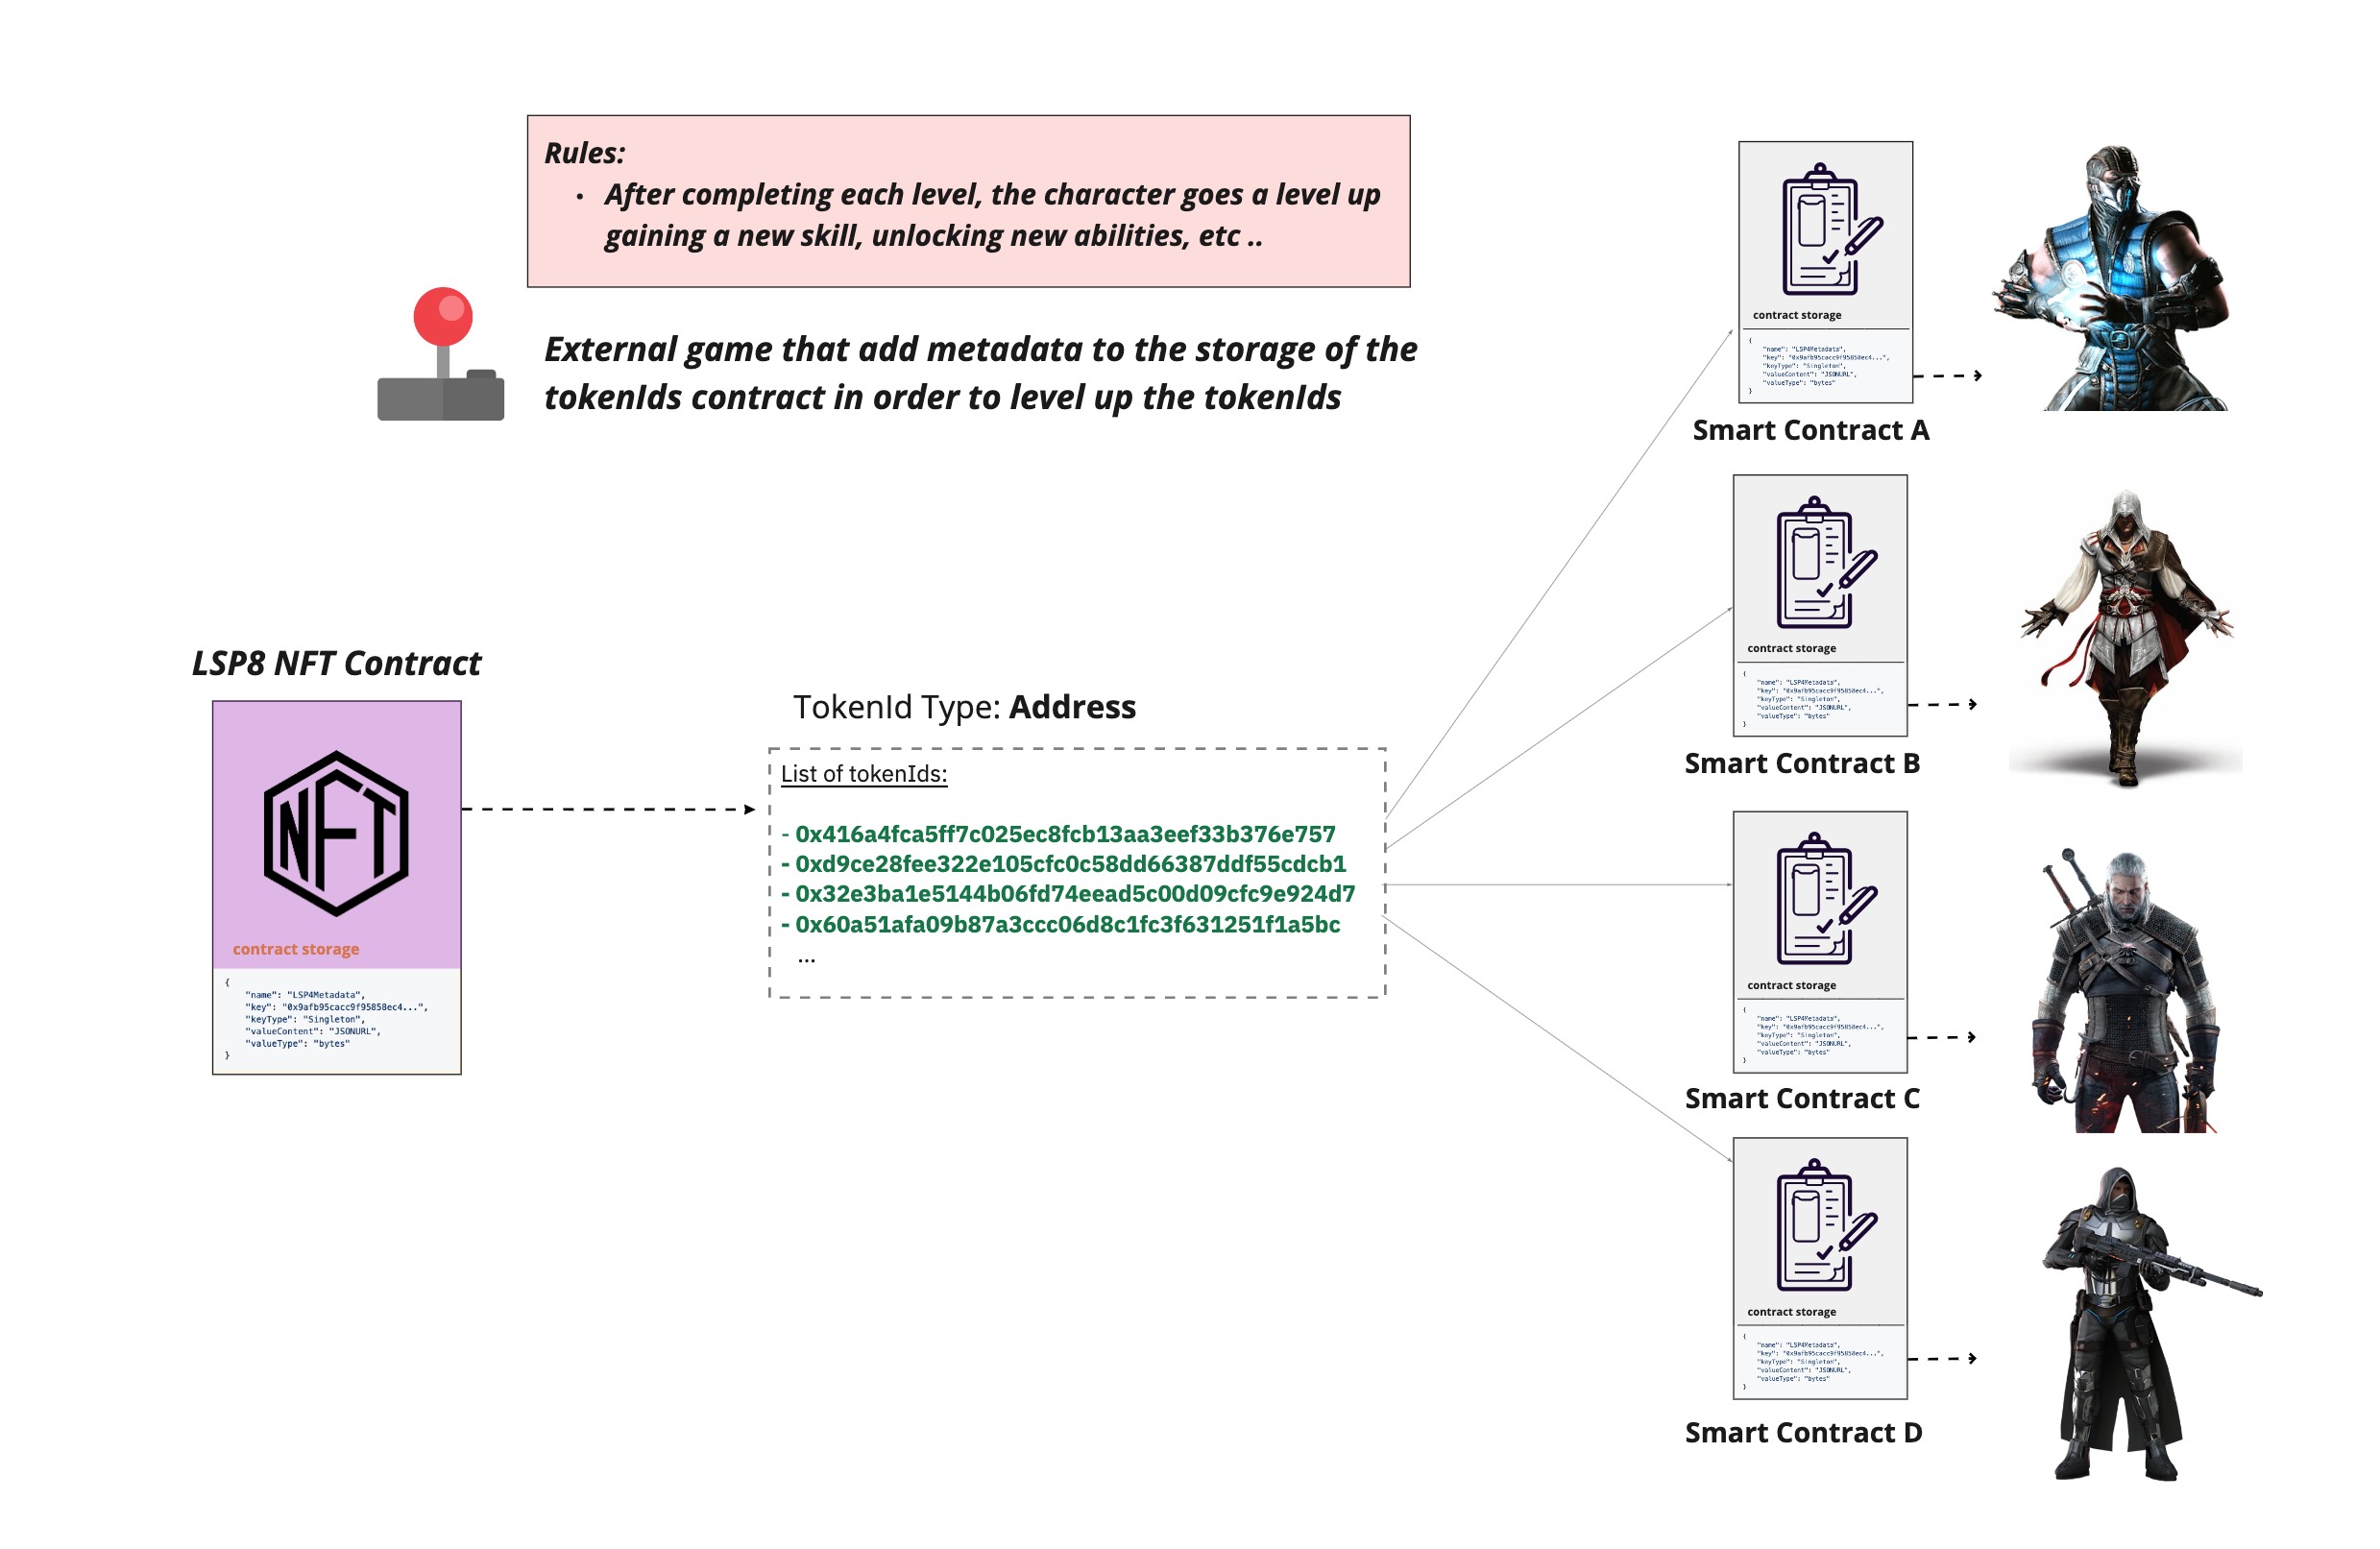 Rules:
• After completing each level, the character goes a level up
gaining a new skill, unlocking new abilities, etc ..
External game that add metadata to the storage of the
tokenIds contract in order to level up the tokenIds
LSP8 NFT Contract
NFT
contract storage
{
"name": "LSP4Metadata",
"key": "0x9afb95cacc9f95858ec4...",
"keyType": "Singleton",
"valueContent": "JSONURL",
"valueType": "bytes"
}
TokenId Type: Address
List of tokenIds:
- 0x416a4fca5ff7c025ec8fcb13aa3eef33b376e757
- 0xd9ce28fee322e105cfc0c58dd66387ddf55cdcb1
- 0x32e3ba1e5144b06fd74eead5c00d09cfc9e924d7
- 0x60a51afa09b87a3ccc06d8c1fc3f631251f1a5bc
...
contract storage
{
"name": "LSP4Metadata",
"key": "0x9afb95cacc9f95858ec4...",
"keyType": "Singleton",
"valueContent": "JSONURL",
"valueType": "bytes"
}
Smart Contract A
contract storage
{
"name": "LSP4Metadata",
"key": "0x9afb95cacc9f95858ec4...",
"keyType": "Singleton",
"valueContent": "JSONURL",
"valueType": "bytes"
}
Smart Contract B
contract storage
{
"name": "LSP4Metadata",
"key": "0x9afb95cacc9f95858ec4...",
"keyType": "Singleton",
"valueContent": "JSONURL",
"valueType": "bytes"
}
Smart Contract C
contract storage
{
"name": "LSP4Metadata",
"key": "0x9afb95cacc9f95858ec4...",
"keyType": "Singleton",
"valueContent": "JSONURL",
"valueType": "bytes"
}
Smart Contract D